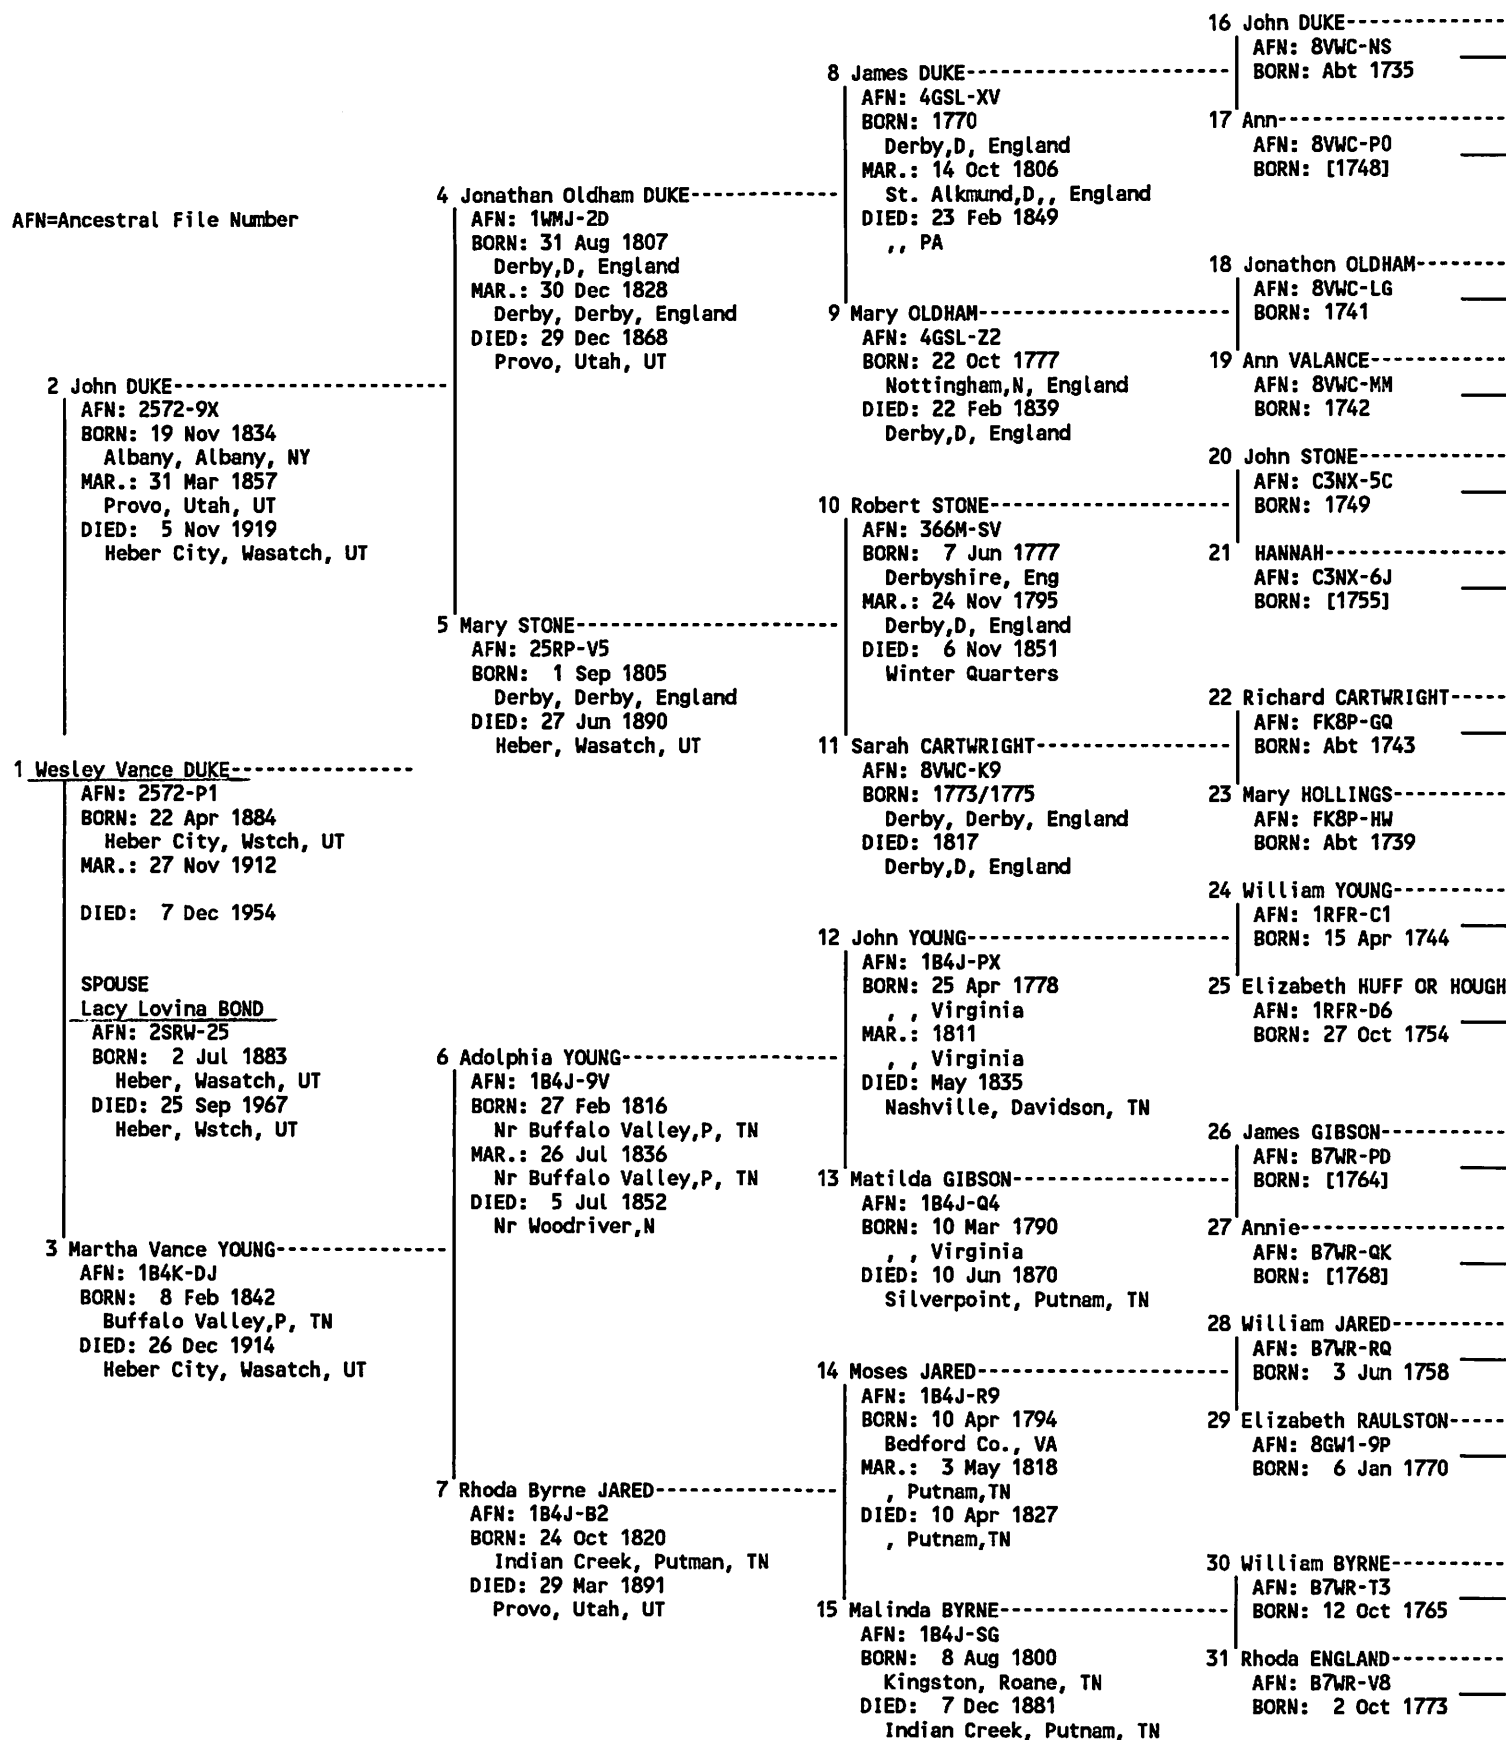 AFN=Ancestral File Number
1 Wesley Vance DUKE
AFN: 2572-P1
BORN: 22 Apr 1884
Heber City, Wstch, UT
MAR.: 27 Nov 1912
DIED: 7 Dec 1954
SPOUSE
Lacy Lovina BOND
AFN: 2SRW-25
BORN: 2 Jul 1883
Heber, Wasatch, UT
DIED: 25 Sep 1967
Heber, Wstch, UT
2 John DUKE
AFN: 2572-9X
BORN: 19 Nov 1834
Albany, Albany, NY
MAR.: 31 Mar 1857
Provo, Utah, UT
DIED: 5 Nov 1919
Heber City, Wasatch, UT
3 Martha Vance YOUNG
AFN: 1B4K-DJ
BORN: 8 Feb 1842
Buffalo Valley,P, TN
DIED: 26 Dec 1914
Heber City, Wasatch, UT
4 Jonathan Oldham DUKE
AFN: 1WMJ-2D
BORN: 31 Aug 1807
Derby,D, England
MAR.: 30 Dec 1828
Derby, Derby, England
DIED: 29 Dec 1868
Provo, Utah, UT
5 Mary STONE
AFN: 25RP-V5
BORN: 1 Sep 1805
Derby, Derby, England
DIED: 27 Jun 1890
Heber, Wasatch, UT
6 Adolphia YOUNG
AFN: 1B4J-9V
BORN: 27 Feb 1816
Nr Buffalo Valley,P, TN
MAR.: 26 Jul 1836
Nr Buffalo Valley,P, TN
DIED: 5 Jul 1852
Nr Woodriver,N
7 Rhoda Byrne JARED
AFN: 1B4J-B2
BORN: 24 Oct 1820
Indian Creek, Putman, TN
DIED: 29 Mar 1891
Provo, Utah, UT
8 James DUKE
AFN: 4GSL-XV
BORN: 1770
Derby,D, England
MAR.: 14 Oct 1806
St. Alkmund,D,, England
DIED: 23 Feb 1849
,, PA
9 Mary OLDHAM
AFN: 4GSL-Z2
BORN: 22 Oct 1777
Nottingham,N, England
DIED: 22 Feb 1839
Derby,D, England
10 Robert STONE
AFN: 366M-SV
BORN: 7 Jun 1777
Derbyshire, Eng
MAR.: 24 Nov 1795
Derby,D, England
DIED: 6 Nov 1851
Winter Quarters
11 Sarah CARTWRIGHT
AFN: 8VWC-K9
BORN: 1773/1775
Derby, Derby, England
DIED: 1817
Derby,D, England
12 John YOUNG
AFN: 1B4J-PX
BORN: 25 Apr 1778
, , Virginia
MAR.: 1811
, , Virginia
DIED: May 1835
Nashville, Davidson, TN
13 Matilda GIBSON
AFN: 1B4J-Q4
BORN: 10 Mar 1790
, , Virginia
DIED: 10 Jun 1870
Silverpoint, Putnam, TN
14 Moses JARED
AFN: 1B4J-R9
BORN: 10 Apr 1794
Bedford Co., VA
MAR.: 3 May 1818
, Putnam,TN
DIED: 10 Apr 1827
, Putnam,TN
15 Malinda BYRNE
AFN: 1B4J-SG
BORN: 8 Aug 1800
Kingston, Roane, TN
DIED: 7 Dec 1881
Indian Creek, Putnam, TN
16 John DUKE
AFN: 8VWC-NS
BORN: Abt 1735
17 Ann
AFN: 8VWC-P0
BORN: [1748]
18 Jonathon OLDHAM
AFN: 8VWC-LG
BORN: 1741
19 Ann VALANCE
AFN: 8VWC-MM
BORN: 1742
20 John STONE
AFN: C3NX-5C
BORN: 1749
21 HANNAH
AFN: C3NX-6J
BORN: [1755]
22 Richard CARTWRIGHT
AFN: FK8P-GQ
BORN: Abt 1743
23 Mary HOLLINGS
AFN: FK8P-HW
BORN: Abt 1739
24 William YOUNG
AFN: 1RFR-C1
BORN: 15 Apr 1744
25 Elizabeth HUFF OR HOUGH
AFN: 1RFR-D6
BORN: 27 Oct 1754
26 James GIBSON
AFN: B7WR-PD
BORN: [1764]
27 Annie
AFN: B7WR-QK
BORN: [1768]
28 William JARED
AFN: B7WR-RQ
BORN: 3 Jun 1758
29 Elizabeth RAULSTON
AFN: 8GW1-9P
BORN: 6 Jan 1770
30 William BYRNE
AFN: B7WR-T3
BORN: 12 Oct 1765
31 Rhoda ENGLAND
AFN: B7WR-V8
BORN: 2 Oct 1773